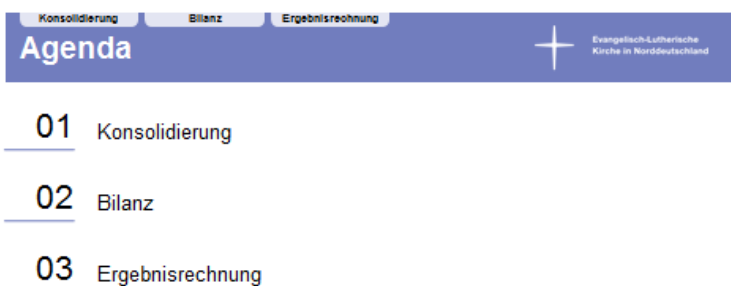 Konsolidierung Bilanz Ergebnisrechnung
Agenda
Evangelisch-Lutherische
Kirche in Norddeutschland
01 Konsolidierung
02 Bilanz
03 Ergebnisrechnung